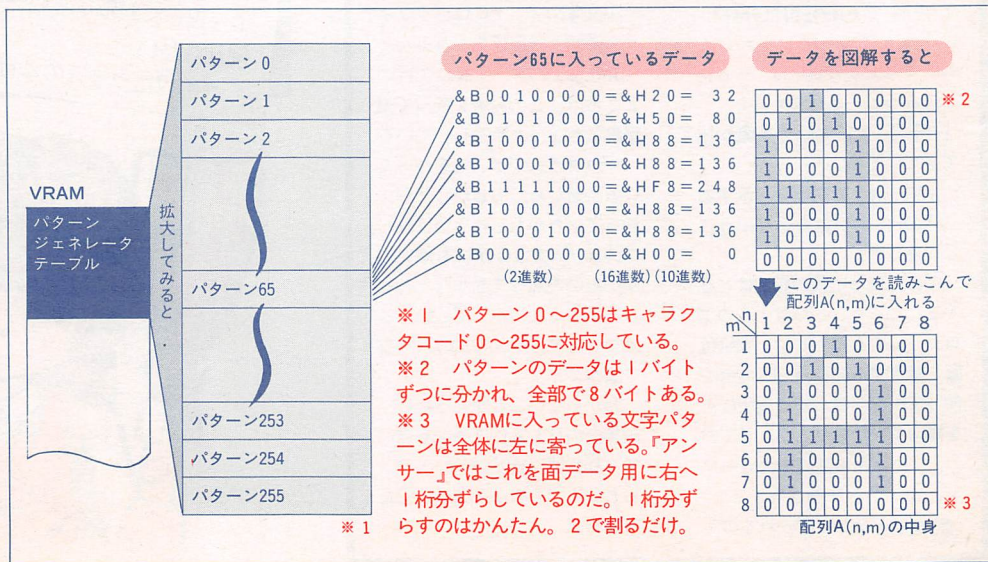 VRAM
パターン
ジェネレータ
テーブル
拡大してみると・
パターン0
パターン1
パターン2
パターン65
パターン253
パターン254
パターン255
※1
パターン65に入っているデータ
&B00100000=&H20= 32
&B01010000=&H50= 80
&B10001000=&H88=136
&B10001000=&H88=136
&B11111000=&HF8=248
&B10001000=&H88=136
&B10001000=&H88=136
&B00000000=&H00= 0
(2進数) (16進数) (10進数)
※1 パターン0〜255はキャラク
タコード0〜255に対応している。
※2 パターンのデータは1バイト
ずつに分かれ、全部で8バイトある。
※3 VRAMに入っている文字パタ
ーンは全体に左に寄っている。『アン
サー』ではこれを面データ用に右へ
1桁分ずらしているのだ。1桁分ず
らすのはかんたん。2で割るだけ。
データを図解すると
0 0 1 0 0 0 0 0 ※2
0 1 0 1 0 0 0 0
1 0 0 0 1 0 0 0
1 0 0 0 1 0 0 0
1 1 1 1 1 0 0 0
1 0 0 0 1 0 0 0
1 0 0 0 1 0 0 0
0 0 0 0 0 0 0 0
このデータを読みこんで
配列A(n,m)に入れる
m n 1 2 3 4 5 6 7 8
1 0 0 0 1 0 0 0 0
2 0 0 1 0 1 0 0 0
3 0 1 0 0 0 1 0 0
4 0 1 0 0 0 1 0 0
5 0 1 1 1 1 1 0 0
6 0 1 0 0 0 1 0 0
7 0 1 0 0 0 1 0 0
8 0 0 0 0 0 0 0 0 ※3
配列A(n,m)の中身